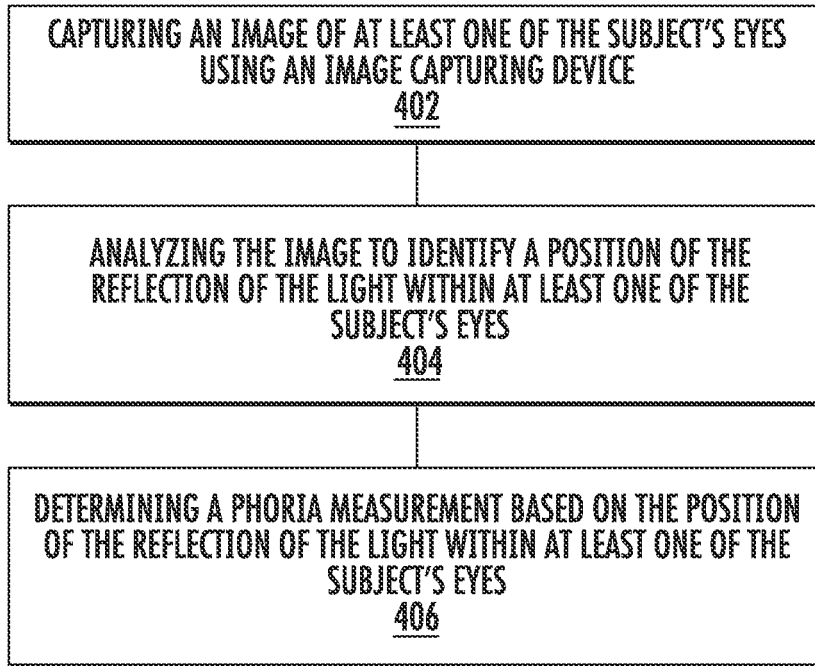 CAPTURING AN IMAGE OF AT LEAST ONE OF THE SUBJECT'S EYES
USING AN IMAGE CAPTURING DEVICE
402
ANALYZING THE IMAGE TO IDENTIFY A POSITION OF THE
REFLECTION OF THE LIGHT WITHIN AT LEAST ONE OF THE
SUBJECT'S EYES
404
DETERMINING A PHORIA MEASUREMENT BASED ON THE POSITION
OF THE REFLECTION OF THE LIGHT WITHIN AT LEAST ONE OF THE
SUBJECT'S EYES
406